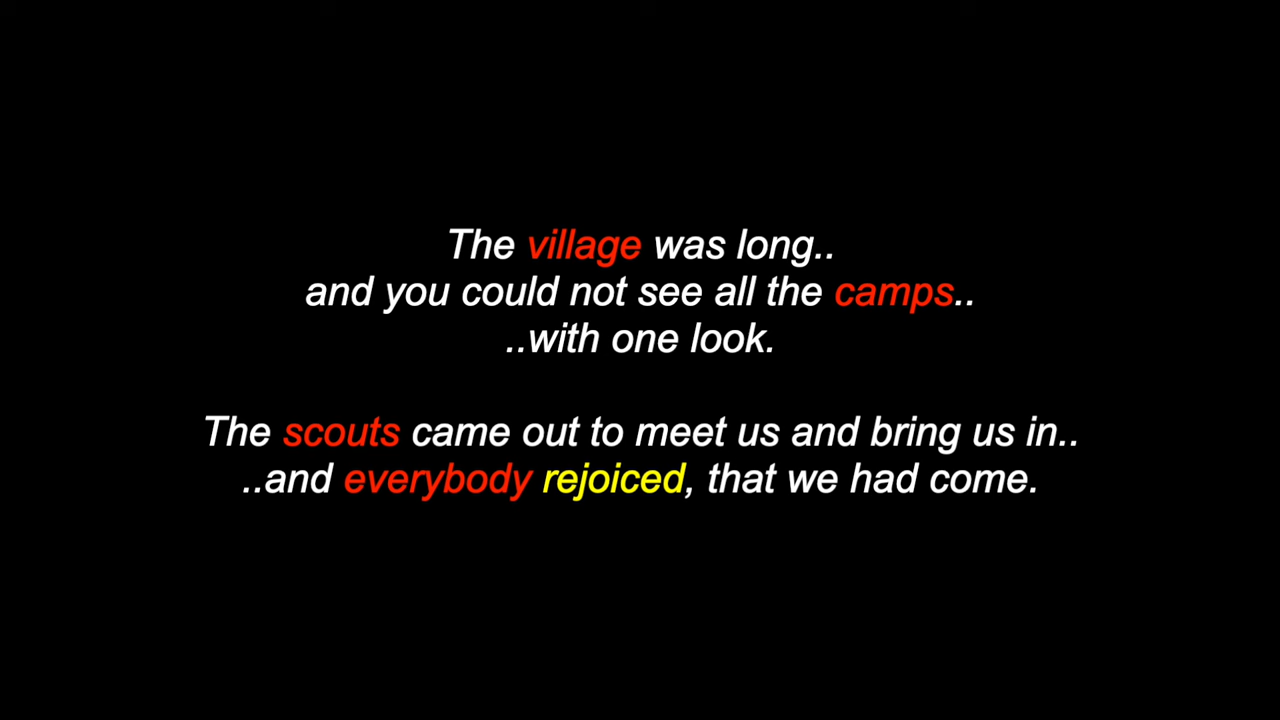 The village was long..
and you could not see all the camps..
..with one look.
The scouts came out to meet us and bring us in..
..and everybody rejoiced, that we had come.